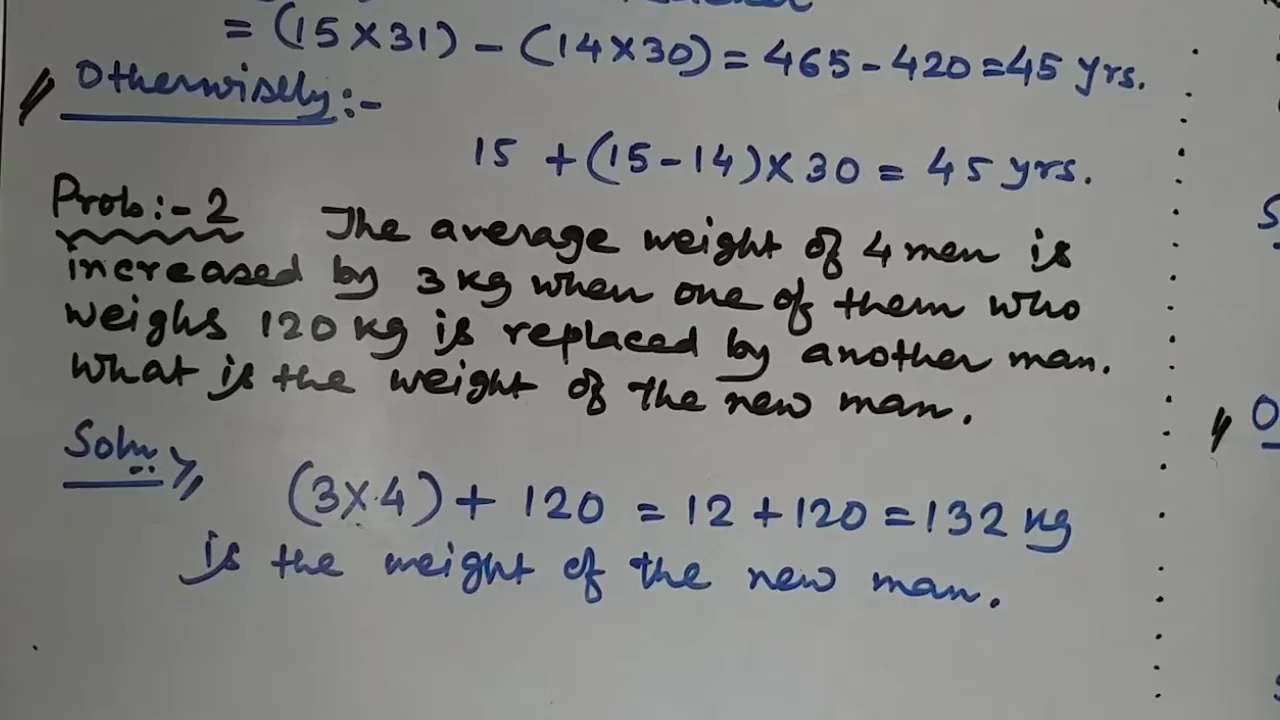 = (15×31) - (14×30) = 465 - 420 = 45 yrs.
Otherwisely:-
15 + (15-14)× 30 = 45 yrs.
Prob:- 2 The average weight of 4 men is
increased by 3 kg when one of them who
weighs 120 kg is replaced by another man.
What is the weight of the new man.
Soln
(3×4) + 120 = 12 + 120 = 132 kg
is the weight of the new man.